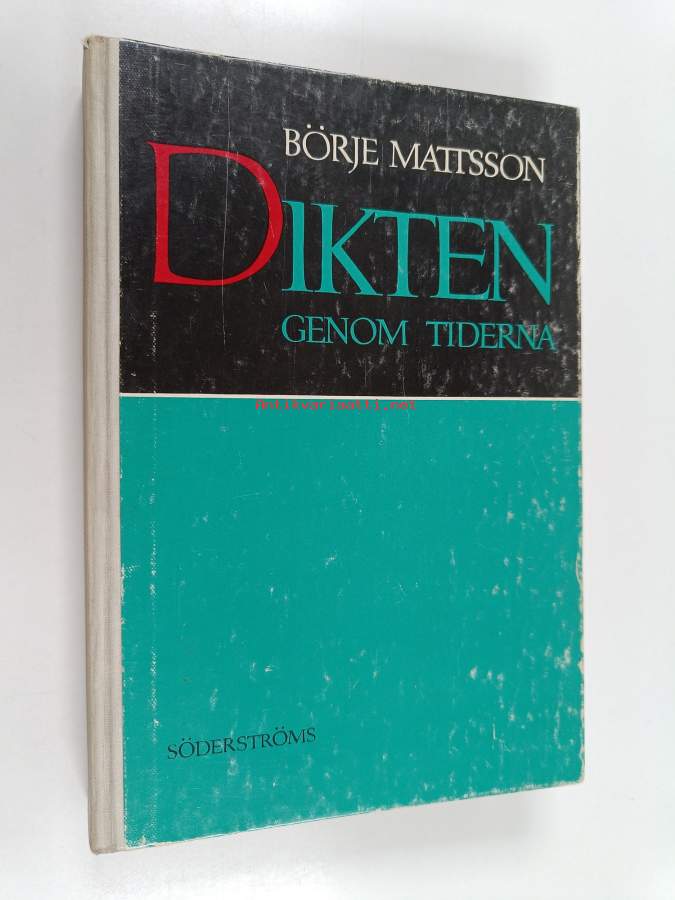 BÖRJE MATTSSON
DIKTEN
GENOM TIDERNA
Antikvariaatti.net
SÖDERSTRÖMS